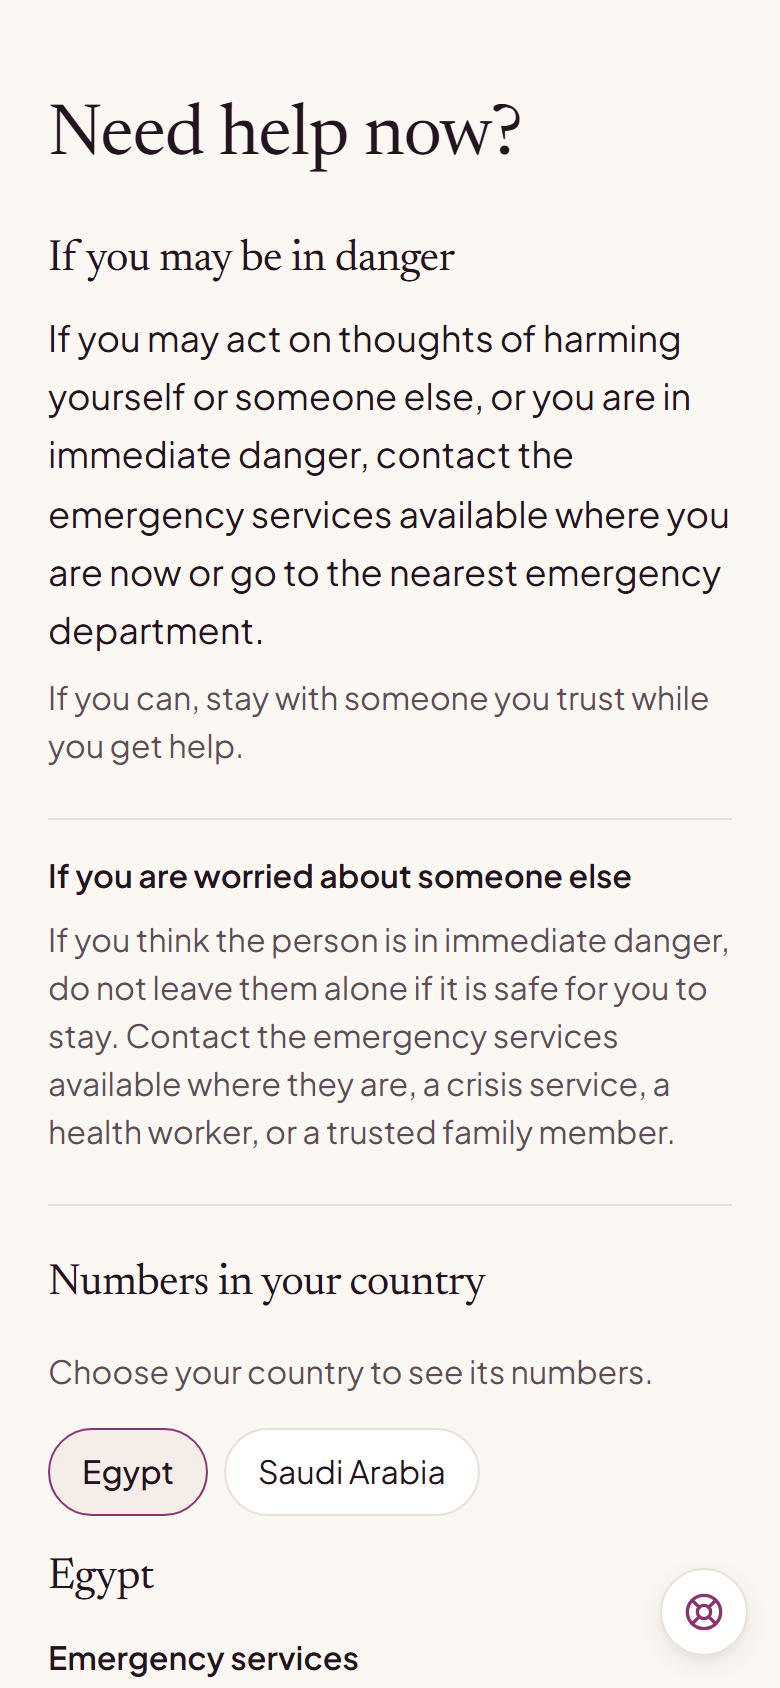 Need help now?
If you may be in danger
If you may act on thoughts of harming
yourself or someone else, or you are in
immediate danger, contact the
emergency services available where you
are now or go to the nearest emergency
department.
If you can, stay with someone you trust while
you get help.
If you are worried about someone else
If you think the person is in immediate danger,
do not leave them alone if it is safe for you to
stay. Contact the emergency services
available where they are, a crisis service, a
health worker, or a trusted family member.
Numbers in your country
Choose your country to see its numbers.
Egypt
Saudi Arabia
Egypt
Emergency services